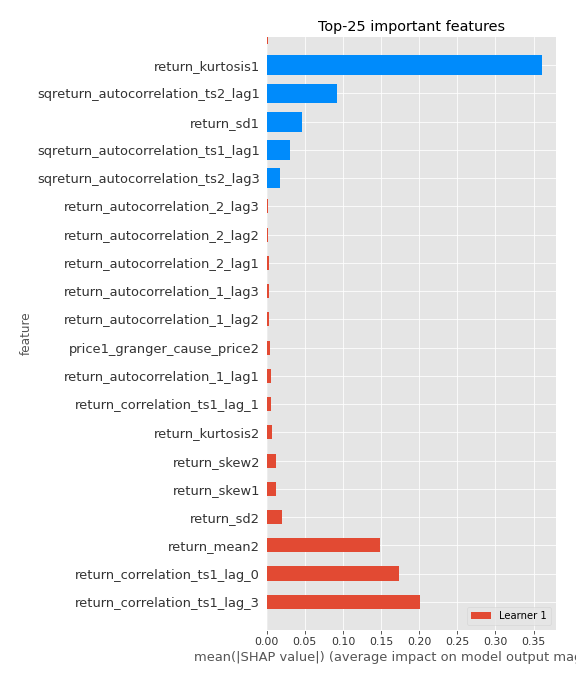 Top-25 important features
return_kurtosis1
sqreturn_autocorrelation_ts2_lag1
return_sd1
sqreturn_autocorrelation_ts1_lag1
sqreturn_autocorrelation_ts2_lag3
return_autocorrelation_2_lag3
return_autocorrelation_2_lag2
return_autocorrelation_2_lag1
return_autocorrelation_1_lag3
return_autocorrelation_1_lag2
price1_granger_cause_price2
return_autocorrelation_1_lag1
return_correlation_ts1_lag_1
return_kurtosis2
return_skew2
return_skew1
return_sd2
return_mean2
return_correlation_ts1_lag_0
return_correlation_ts1_lag_3
feature
Learner 1
0.00 0.05 0.10 0.15 0.20 0.25 0.30 0.35
mean(|SHAP value|) (average impact on model output mag